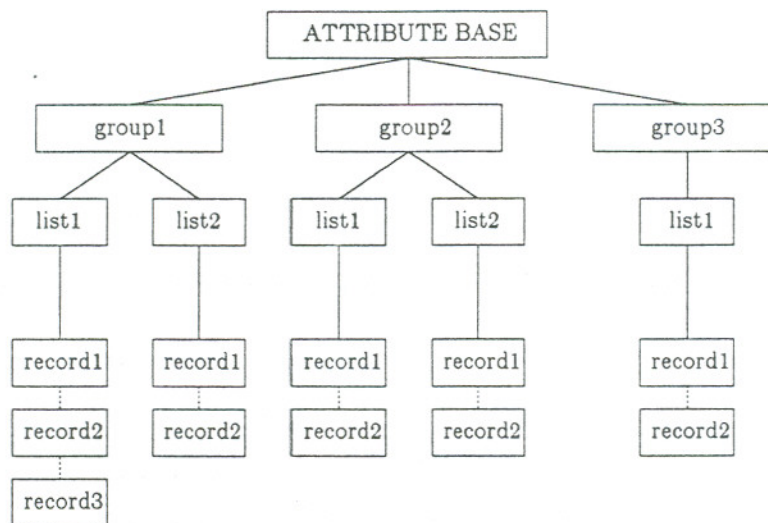 ATTRIBUTE BASE
group1 group2 group3
list1 list2 list1 list2 list1
record1 record1 record1 record1 record1
record2 record2 record2 record2 record2
record3